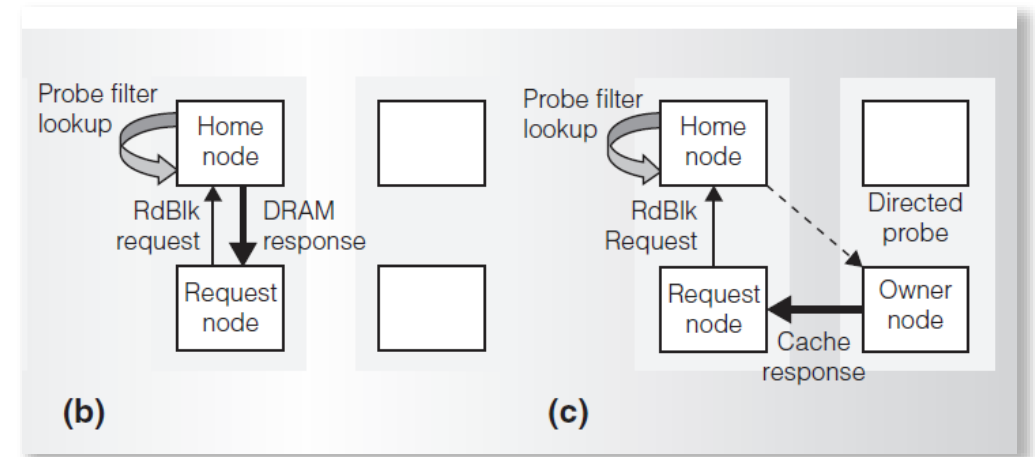 Probe filter
lookup
Home
node
RdBlk
request
DRAM
response
Request
node
(b)
Probe filter
lookup
Home
node
RdBlk
Request
Directed
probe
Request
node
Owner
node
Cache
response
(c)